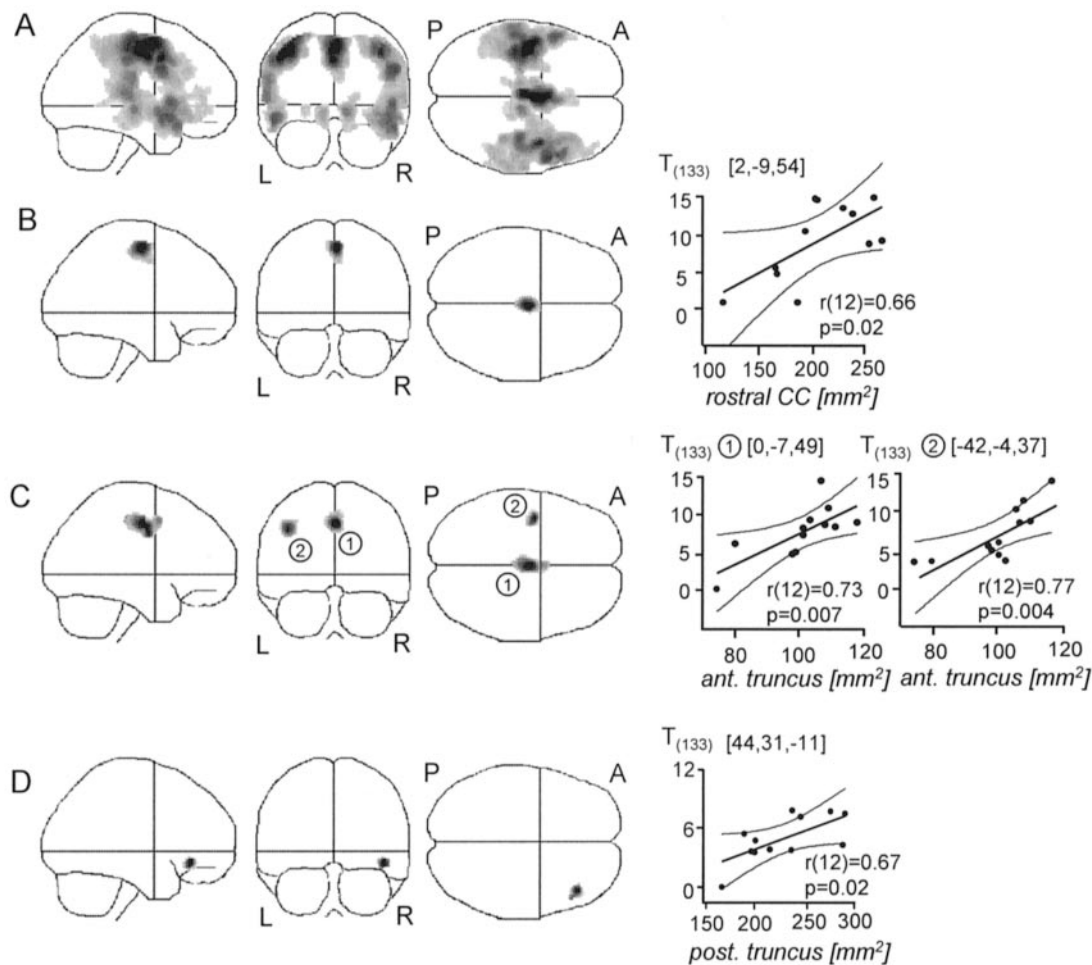 A
P A
L R
T(133) [2,-9,54]
15
10
5
0
r(12)=0.66
p=0.02
100 150 200 250
rostral CC [mm²]
B
P A
L R
T(133) ① [0,-7,49]
15
10
5
0
r(12)=0.73
p=0.007
80 100 120
ant. truncus [mm²]
T(133) ② [-42,-4,37]
15
10
5
0
r(12)=0.77
p=0.004
80 100 120
ant. truncus [mm²]
C
P A
② ①
② ①
L R
T(133) [44,31,-11]
12
6
0
r(12)=0.67
p=0.02
150 200 250 300
post. truncus [mm²]
D
P A
L R